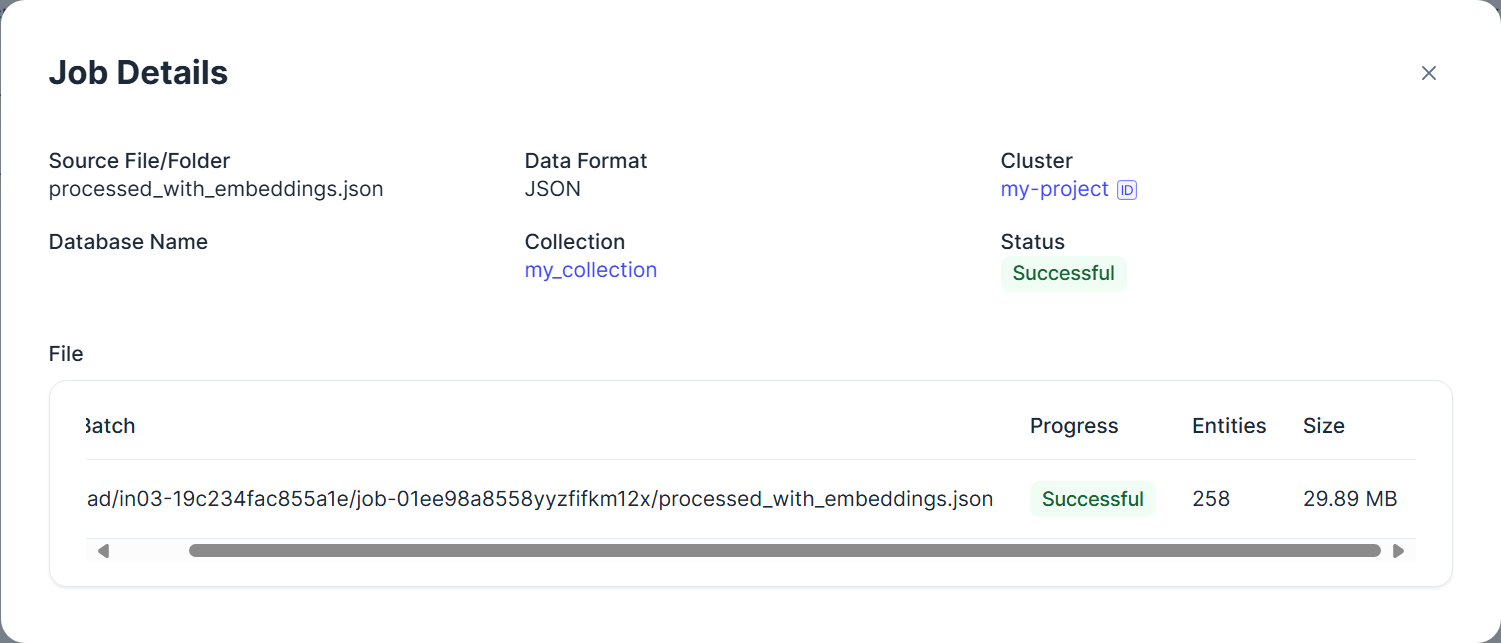 Job Details
Source File/Folder
processed_with_embeddings.json
Data Format
JSON
Cluster
my-project ID
Database Name
Collection
my_collection
Status
Successful
File
Batch Progress Entities Size
ad/in03-19c234fac855a1e/job-01ee98a8558yyzfifkm12x/processed_with_embeddings.json Successful 258 29.89 MB